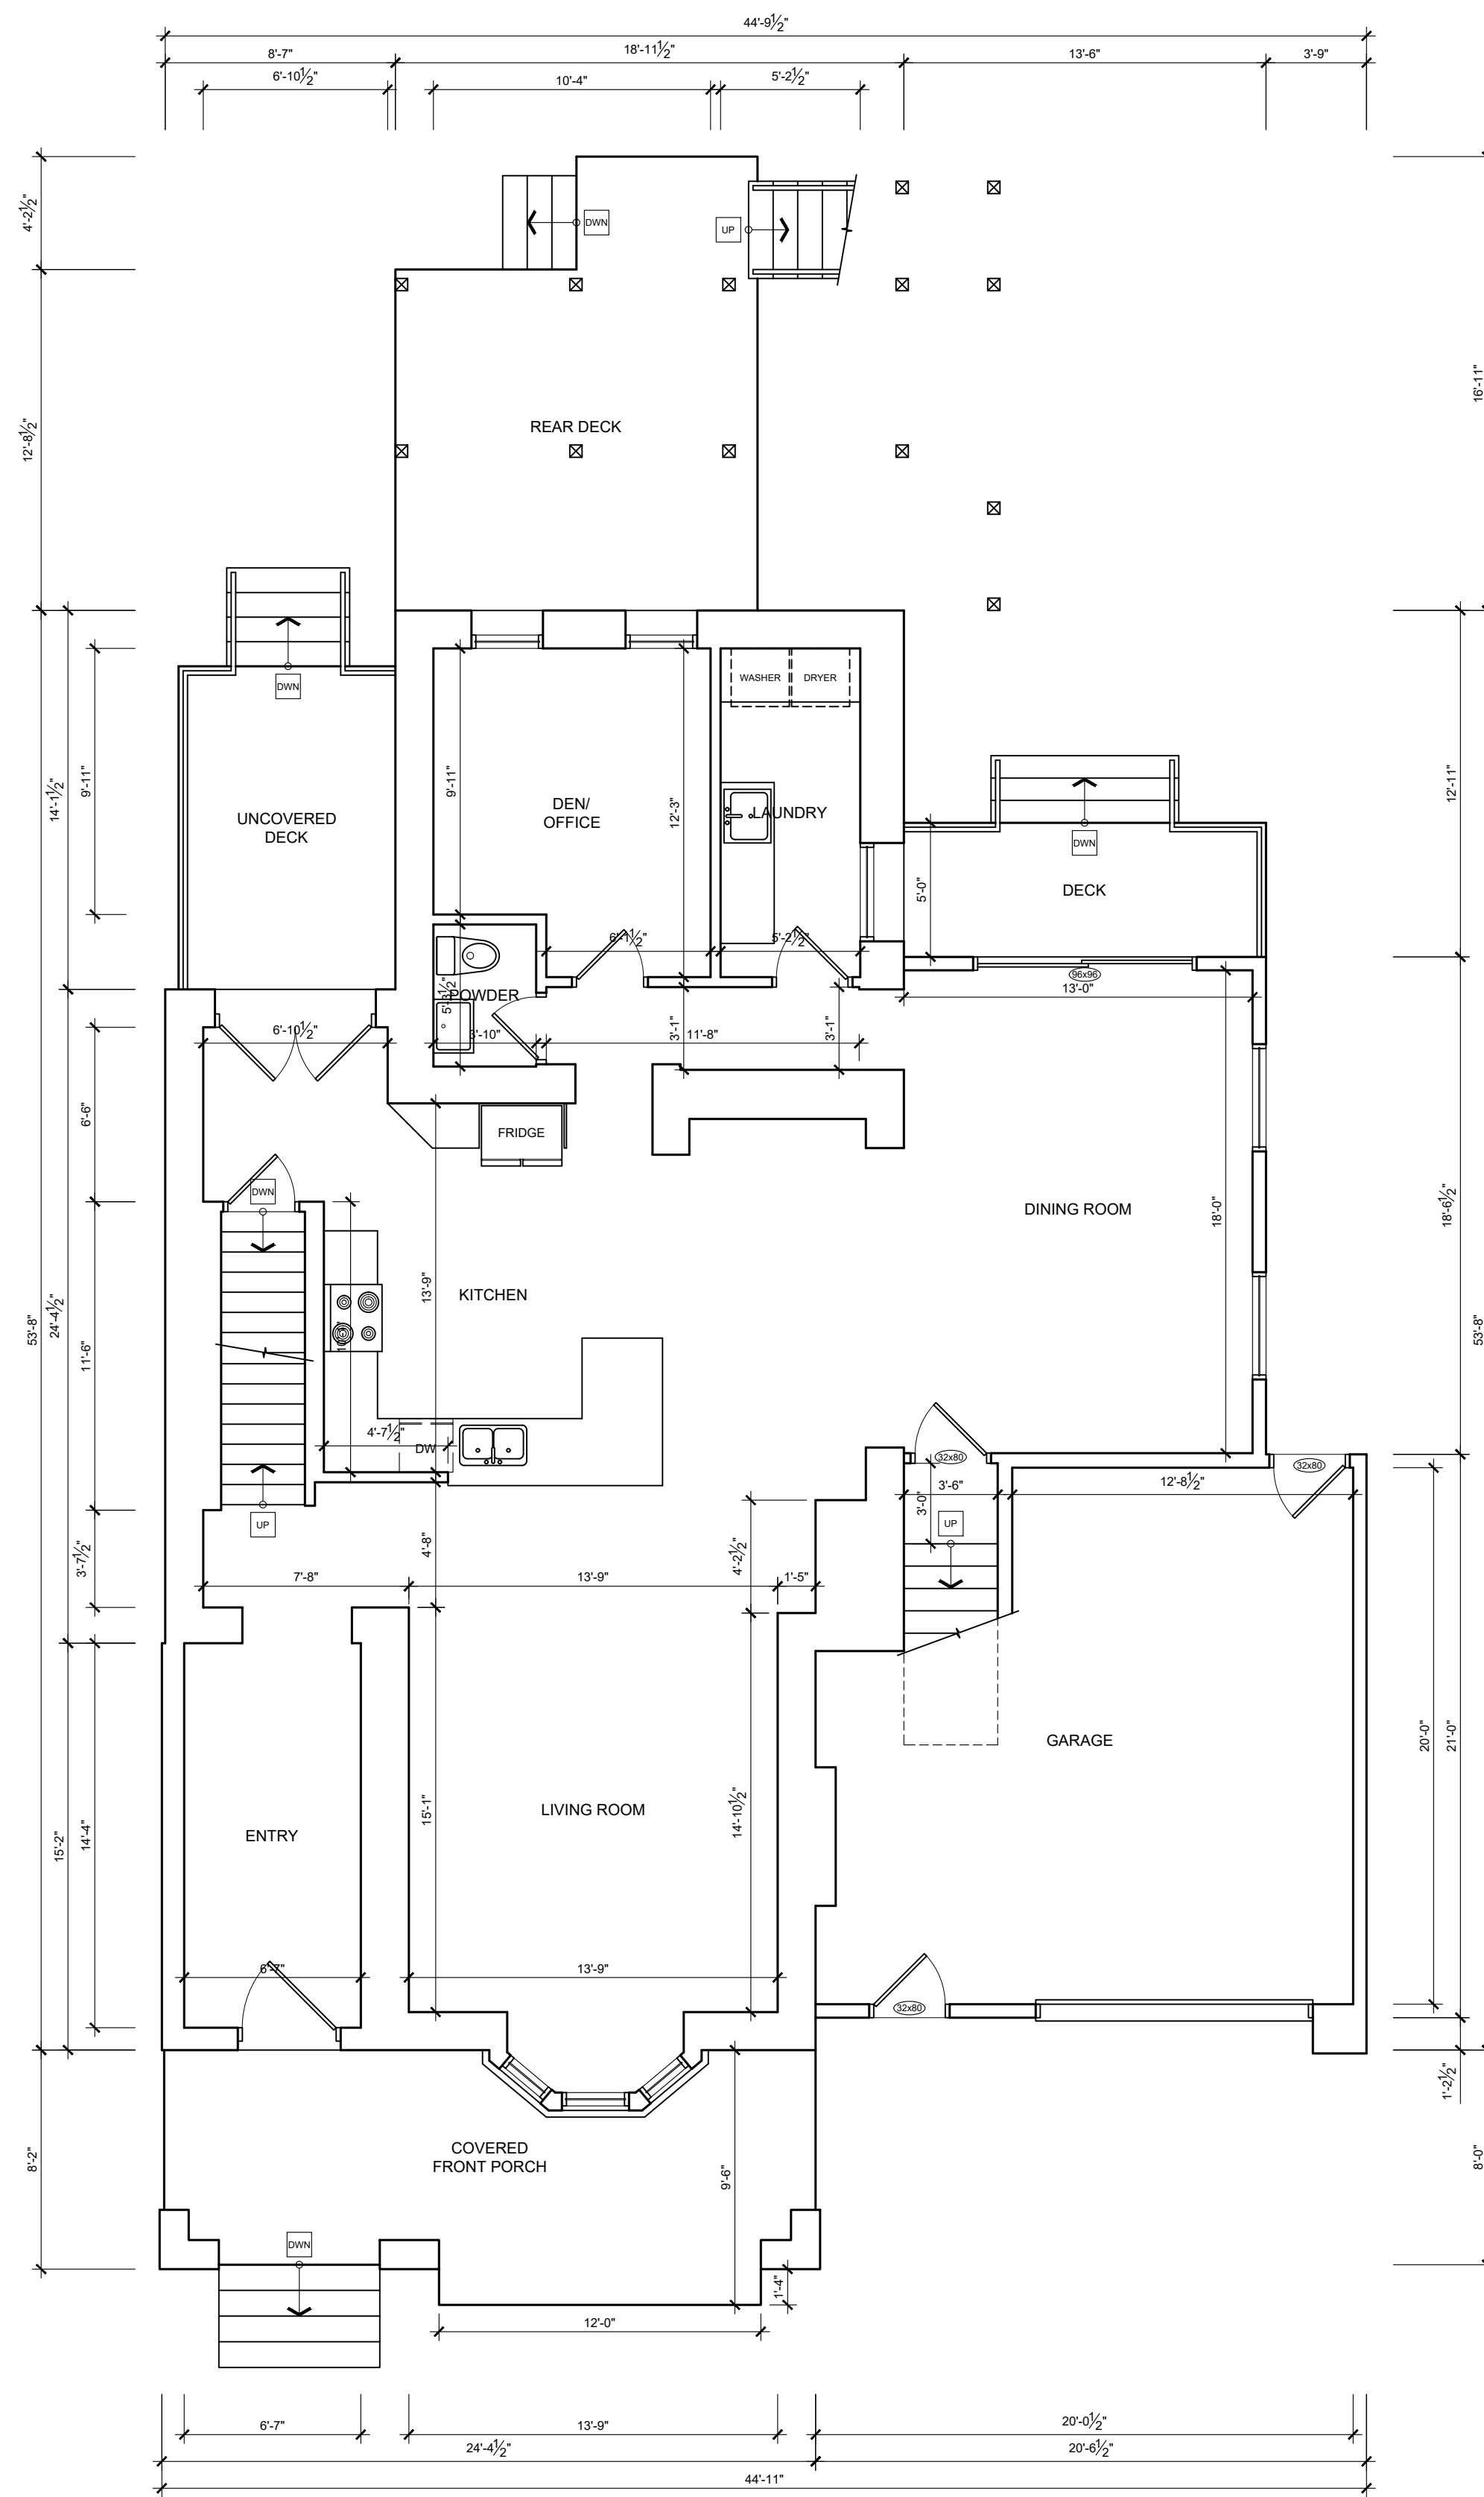 44'-9½"
8'-7"
18'-11½"
13'-6"
3'-9"
6'-10½"
10'-4"
5'-2½"
4'-2½"
DWN
UP
16'-11"
12'-8½"
REAR DECK
DWN
WASHER
DRYER
14'-1½"
9'-11"
9'-11"
12'-3"
12'-11"
UNCOVERED
DECK
DEN/
OFFICE
LAUNDRY
DWN
5'-0"
DECK
6'-1½"
5'-2½"
96x96
13'-0"
5'-3½"
POWDER
6'-10½"
3'-10"
3'-1"
11'-8"
3'-1"
6'-6"
FRIDGE
DWN
DINING ROOM
18'-0"
18'-6½"
KITCHEN
13'-9"
53'-8"
24'-4½"
11'-6"
53'-8"
4'-7½"
DW
32x80
32x80
3'-6"
12'-8½"
3'-0"
UP
UP
3'-7½"
4'-8"
4'-2½"
7'-8"
13'-9"
1'-5"
GARAGE
20'-0"
21'-0"
15'-2"
14'-4"
ENTRY
15'-1"
LIVING ROOM
14'-10½"
6'-7"
13'-9"
32x80
1'-2½"
COVERED
FRONT PORCH
8'-2"
9'-6"
8'-0"
DWN
1'-4"
12'-0"
6'-7"
13'-9"
20'-0½"
24'-4½"
20'-6½"
44'-11"